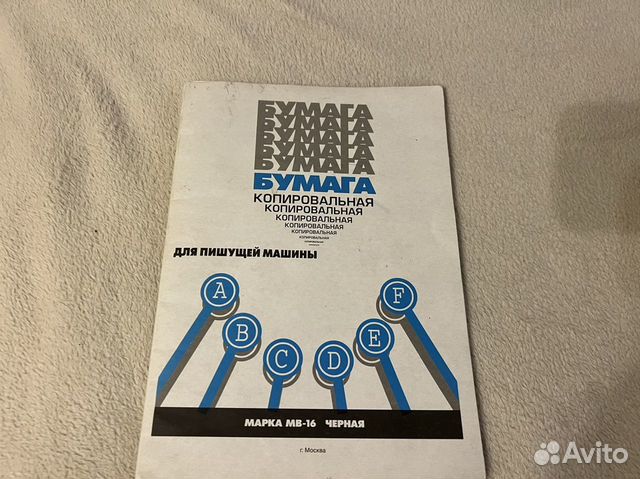 БУМАГА
БУМАГА
БУМАГА
БУМАГА
БУМАГА
БУМАГА
КОПИРОВАЛЬНАЯ
КОПИРОВАЛЬНАЯ
КОПИРОВАЛЬНАЯ
КОПИРОВАЛЬНАЯ
КОПИРОВАЛЬНАЯ
КОПИРОВАЛЬНАЯ
ДЛЯ ПИШУЩЕЙ МАШИНЫ
A B C D E F
МАРКА МВ-16 ЧЕРНАЯ
г. Москва
Avito